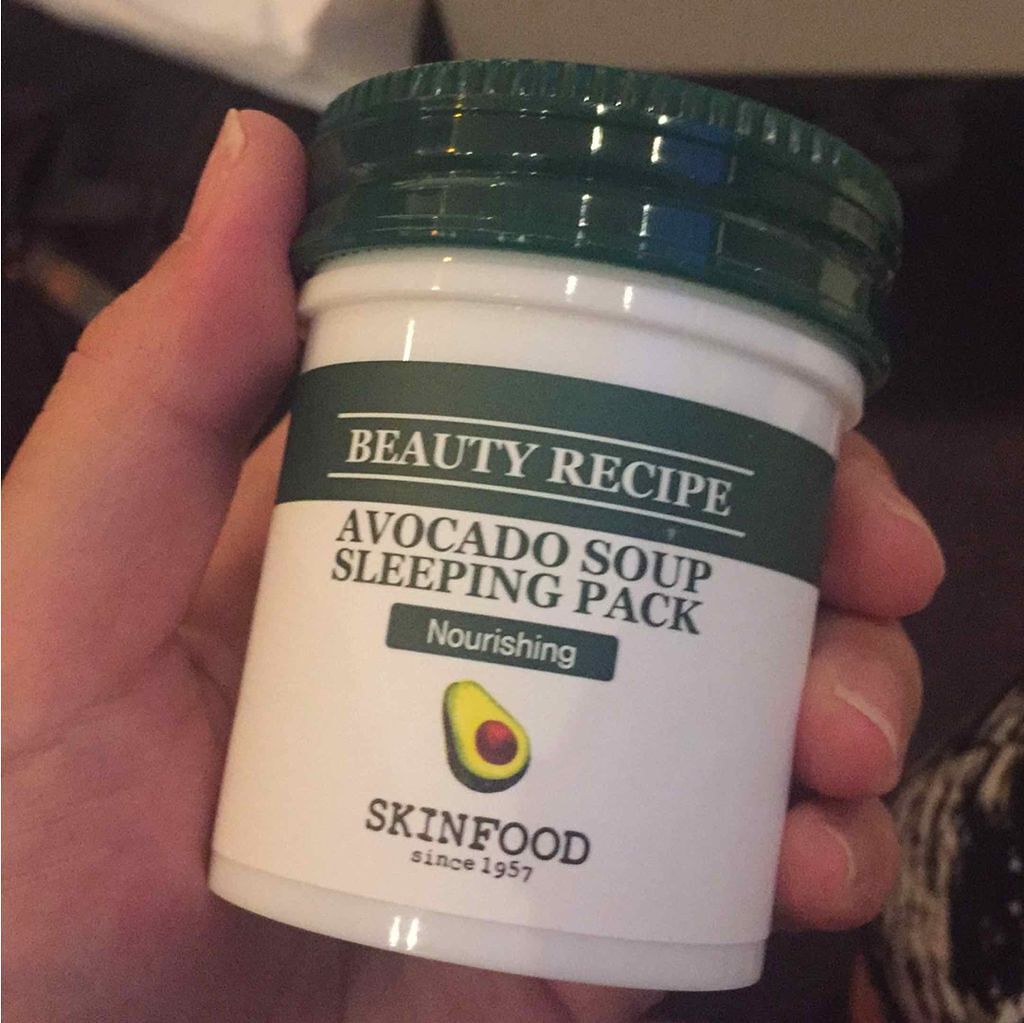 BEAUTY RECIPE
AVOCADO SOUP
SLEEPING PACK
Nourishing
SKINFOOD
since 1957